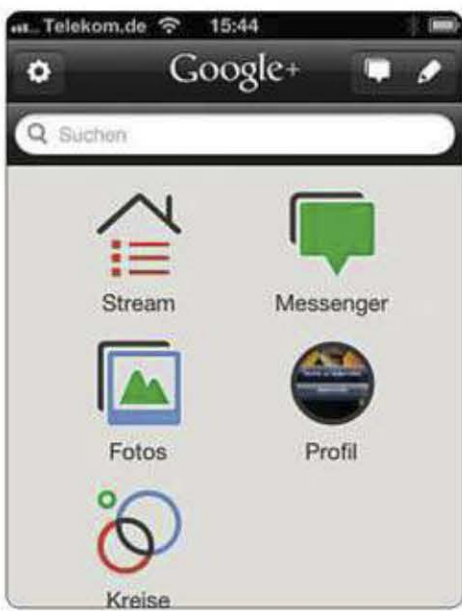 Telekom.de 15:44
Google+
Suchen
Stream Messenger
Fotos Profil
Kreise